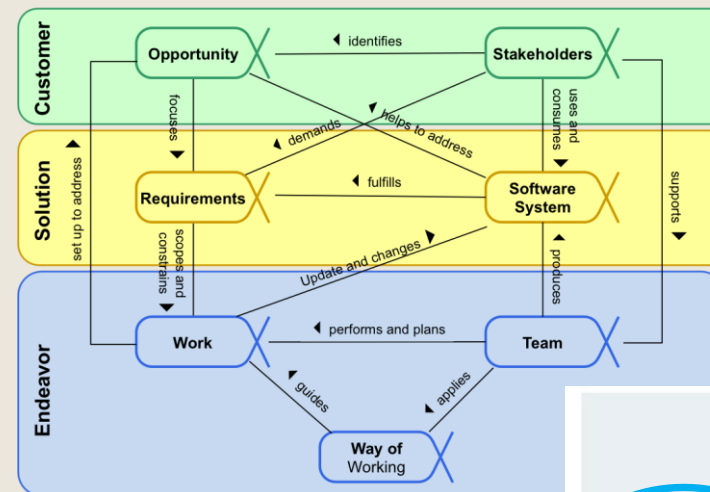 Customer
Opportunity
identifies
Stakeholders
focuses
demands
helps to address
uses and
consumes
Solution
set up to address
Requirements
fulfills
Software
System
supports
scopes and
constrains
Update and changes
produces
Endeavor
Work
performs and plans
Team
guides
applies
Way of
Working